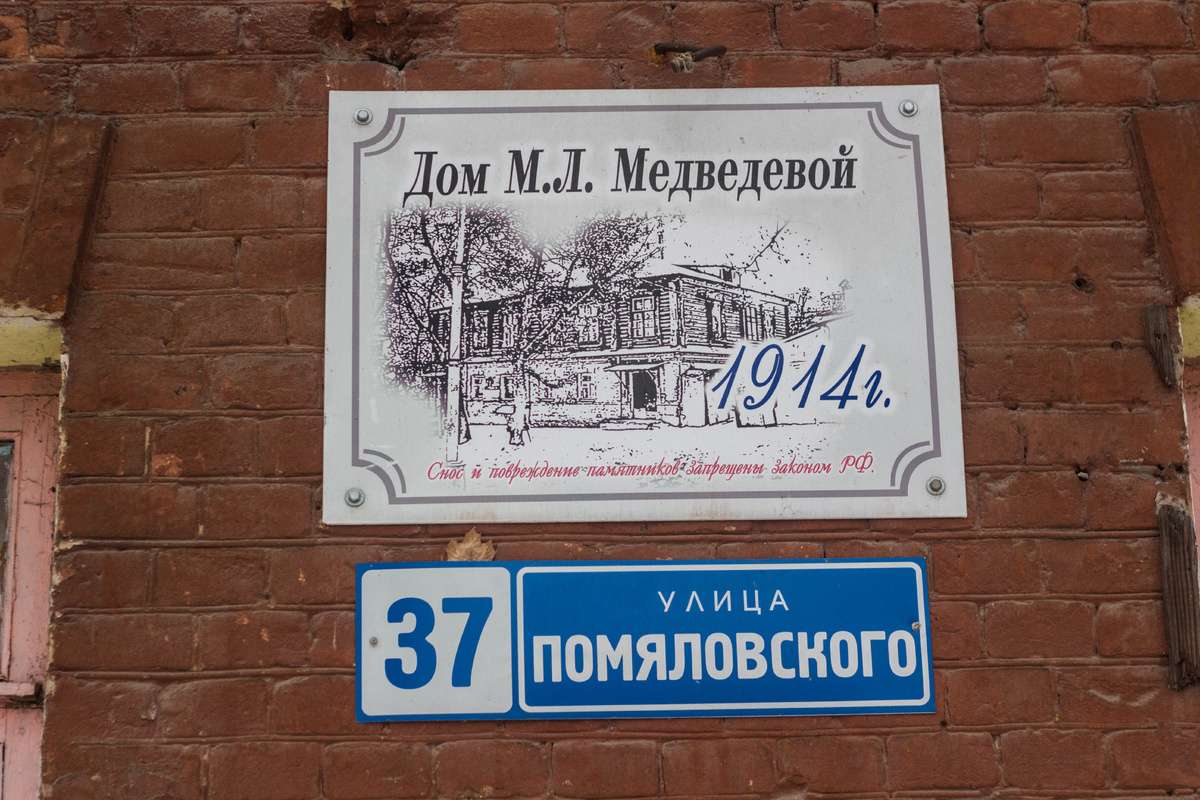 Дом М.Л. Медведевой
1914г.
Снос и повреждение памятников запрещены законом РФ.
37
УЛИЦА
ПОМЯЛОВСКОГО